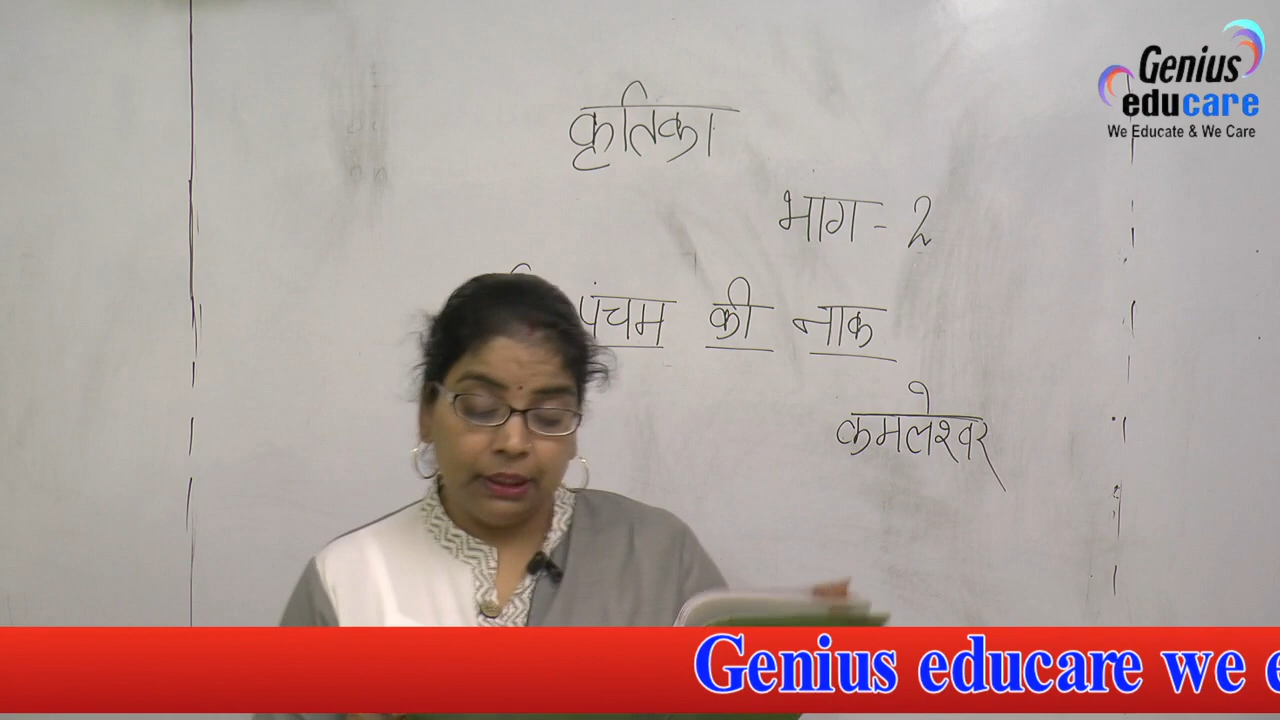 Genius
educare
We Educate & We Care
कृतिका
भाग - 2
पंचम की नाक
कमलेश्वर
Genius educare we e